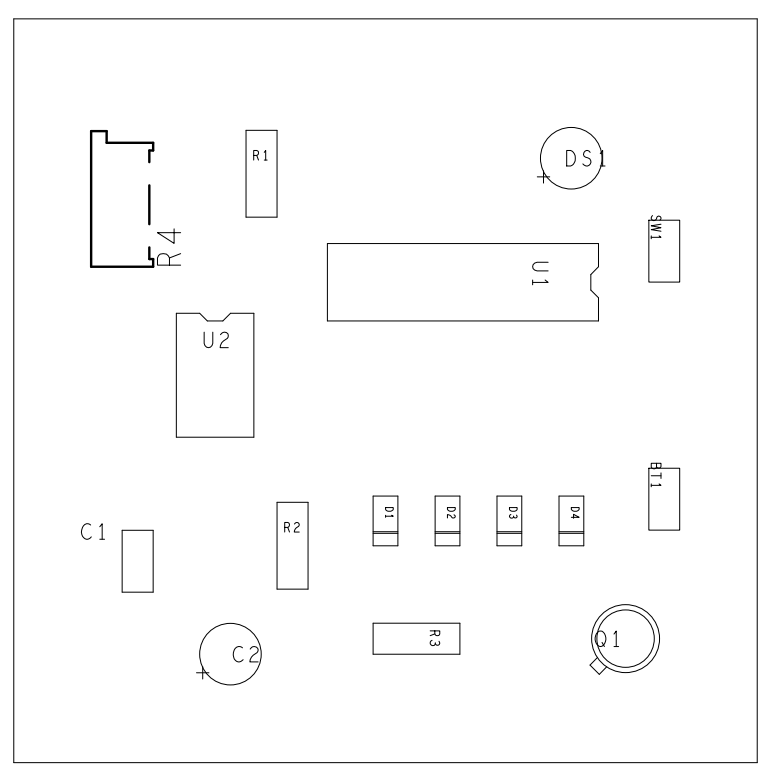 R1
DS1
+
SW1
R4
U1
U2
BT1
D1
D2
D3
D4
C1
R2
R3
Q1
C2
+